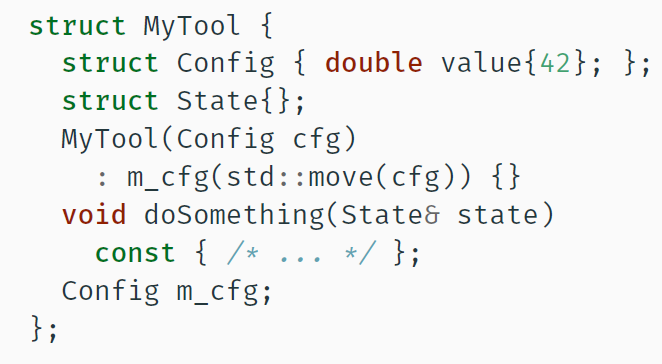 struct MyTool {
  struct Config { double value{42}; };
  struct State{};
  MyTool(Config cfg)
    : m_cfg(std::move(cfg)) {}
  void doSomething(State& state)
    const { /* ... */ };
  Config m_cfg;
};